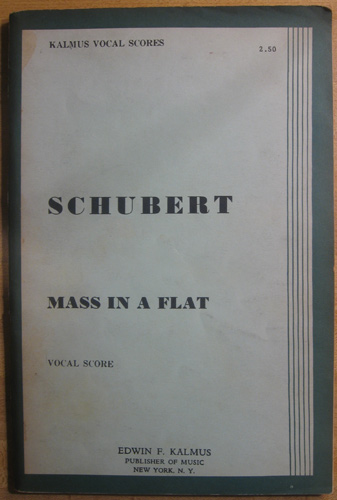 KALMUS VOCAL SCORES
2.50
SCHUBERT
MASS IN A FLAT
VOCAL SCORE
EDWIN F. KALMUS
PUBLISHER OF MUSIC
NEW YORK, N. Y.